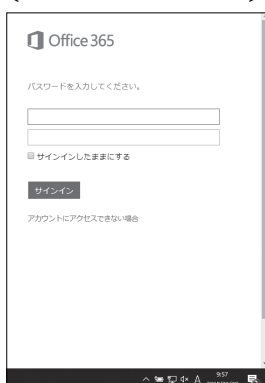 Office 365
パスワードを入力してください。
サインインしたままにする
サインイン
アカウントにアクセスできない場合
A
9:57